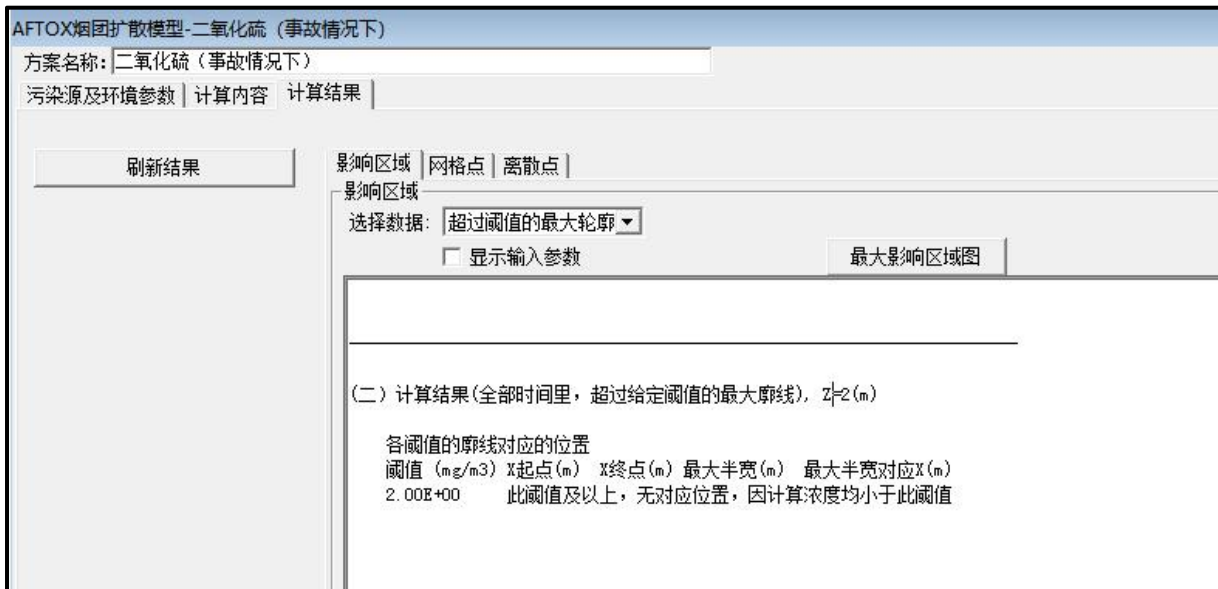 AFTOX烟团扩散模型-二氧化硫（事故情况下）
方案名称: 二氧化硫（事故情况下）
污染源及环境参数 计算内容 计算结果
刷新结果
影响区域 网格点 离散点
影响区域
选择数据: 超过阈值的最大轮廓
显示输入参数
最大影响区域图
(二) 计算结果(全部时间里, 超过给定阈值的最大廓线), Z=2(m)
各阈值的廓线对应的位置
阈值 (mg/m3) X起点(m) X终点(m) 最大半宽(m) 最大半宽对应X(m)
2.00E+00 此阈值及以上, 无对应位置, 因计算浓度均小于此阈值